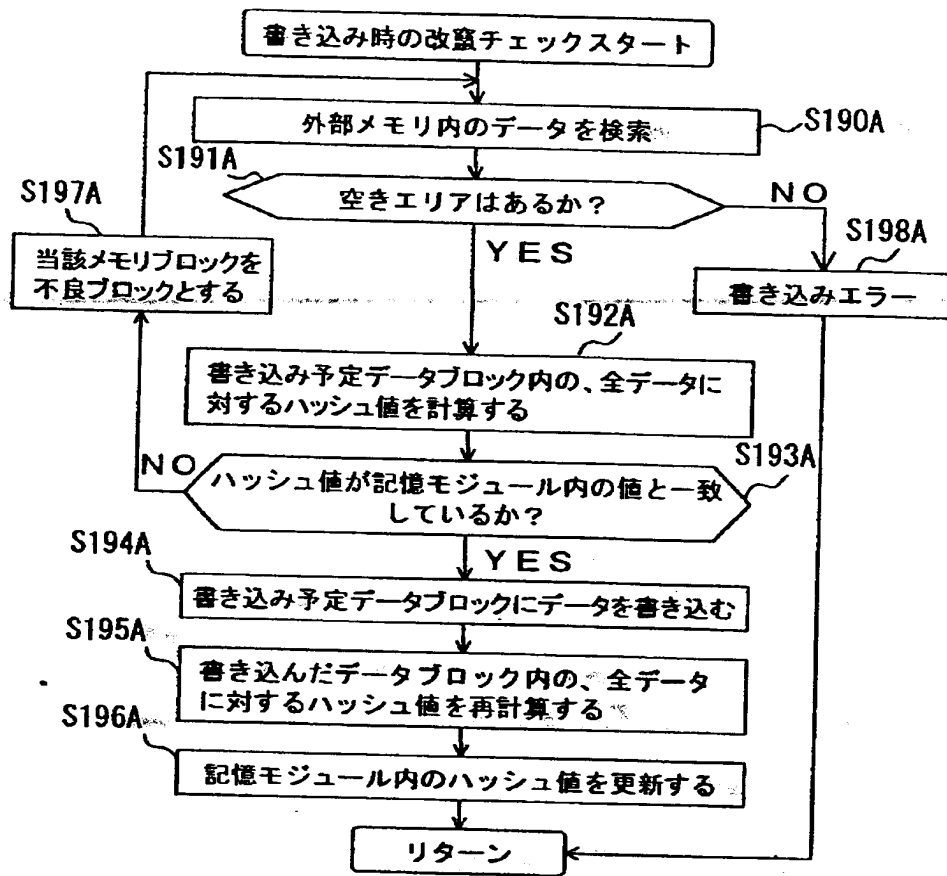 書き込み時の改竄チェックスタート
外部メモリ内のデータを検索
S190A
S191A
空きエリアはあるか?
NO
YES
S197A
当該メモリブロックを
不良ブロックとする
S198A
書き込みエラー
S192A
書き込み予定データブロック内の、全データに
対するハッシュ値を計算する
S193A
NO
ハッシュ値が記憶モジュール内の値と一致
しているか?
YES
S194A
書き込み予定データブロックにデータを書き込む
S195A
書き込んだデータブロック内の、全データ
に対するハッシュ値を再計算する
S196A
記憶モジュール内のハッシュ値を更新する
リターン